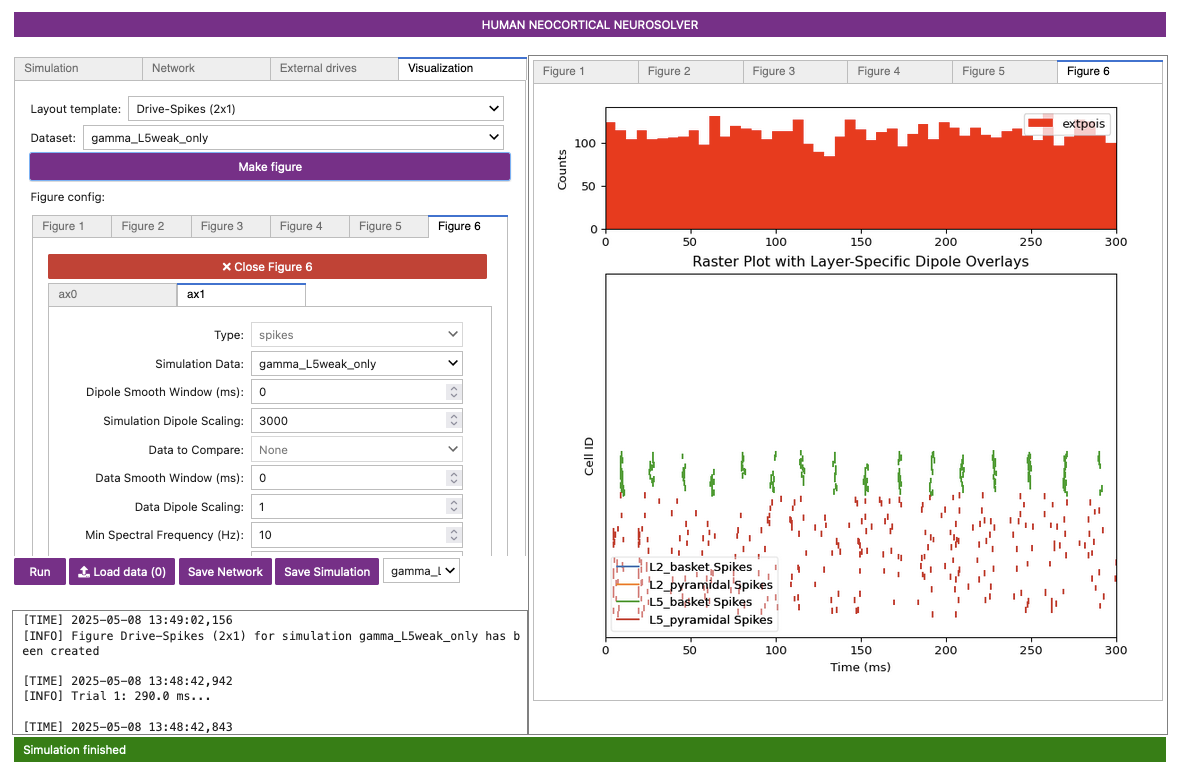 HUMAN NEOCORTICAL NEUROSOLVER
Simulation Network External drives Visualization
Layout template: Drive-Spikes (2x1)
Dataset: gamma_L5weak_only
Make figure
Figure config:
Figure 1 Figure 2 Figure 3 Figure 4 Figure 5 Figure 6
× Close Figure 6
ax0 ax1
Type: spikes
Simulation Data: gamma_L5weak_only
Dipole Smooth Window (ms): 0
Simulation Dipole Scaling: 3000
Data to Compare: None
Data Smooth Window (ms): 0
Data Dipole Scaling: 1
Min Spectral Frequency (Hz): 10
Run Load data (0) Save Network Save Simulation gamma_L
[TIME] 2025-05-08 13:49:02,156
[INFO] Figure Drive-Spikes (2x1) for simulation gamma_L5weak_only has b
een created
[TIME] 2025-05-08 13:48:42,942
[INFO] Trial 1: 290.0 ms...
[TIME] 2025-05-08 13:48:42,843
Figure 1 Figure 2 Figure 3 Figure 4 Figure 5 Figure 6
extpois
Counts
100
50
0
0 50 100 150 200 250 300
Raster Plot with Layer-Specific Dipole Overlays
Cell ID
L2_basket Spikes
L2_pyramidal Spikes
L5_basket Spikes
L5_pyramidal Spikes
0 50 100 150 200 250 300
Time (ms)
Simulation finished